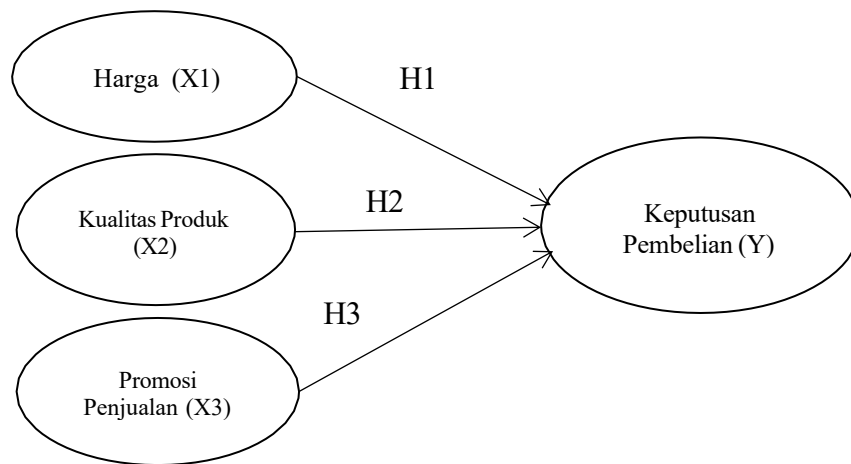 Harga (X1)
H1
Kualitas Produk
(X2)
H2
Keputusan
Pembelian (Y)
H3
Promosi
Penjualan (X3)